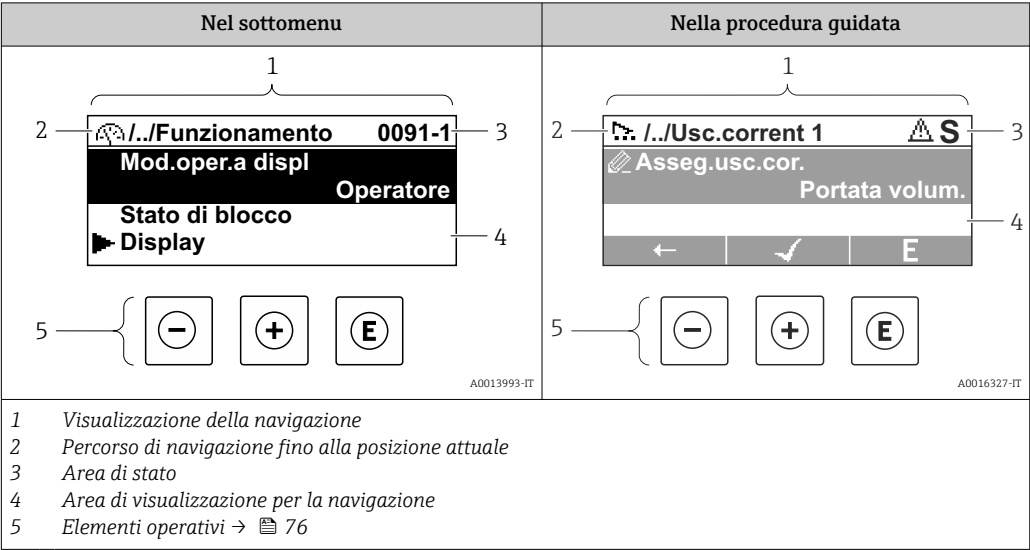 Nel sottomenu
Nella procedura guidata
1
2
/../Funzionamento 0091-1
3
Mod.oper.a displ
Operatore
Stato di blocco
Display
4
5
- + E
A0013993-IT
1
2
/../Usc.corrent 1 S
3
Asseg.usc.cor.
Portata volum.
4
← ✓ E
5
- + E
A0016327-IT
1 Visualizzazione della navigazione
2 Percorso di navigazione fino alla posizione attuale
3 Area di stato
4 Area di visualizzazione per la navigazione
5 Elementi operativi → 76